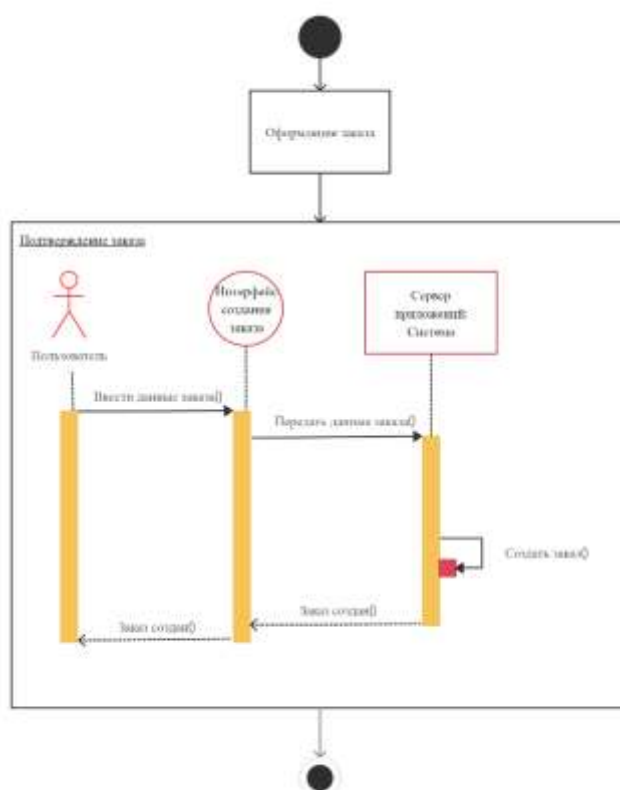 Оформление заказа
Подтверждение заказа
Интерфейс
создания
заказа
Сервер
приложений:
Система
Пользователь
Ввести данные заказа()
Передать данные заказа()
Создать заказ()
Заказ создан()
Заказ создан()